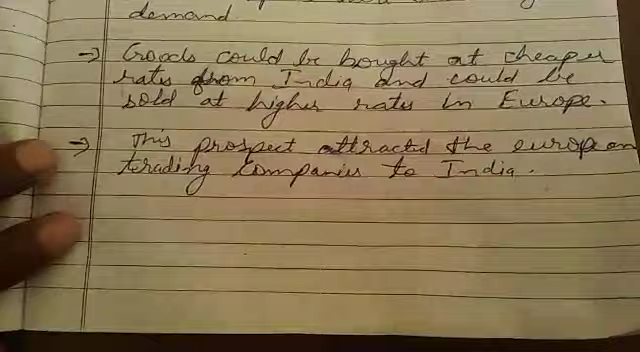 demand
→ Goods could be bought at cheaper
rates from India and could be
sold at higher rates in Europe.
→ This prospect attracted the european
trading Companies to India.